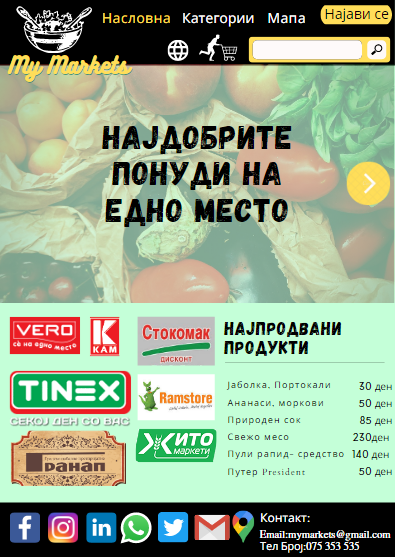 Насловна Категории Мапа Најави се
My Markets
НАЈДОБРИТЕ
ПОНУДИ НА
ЕДНО МЕСТО
VERO
сè на едно место
КАМ
Стокомак
ДИСКОНТ
TINEX
СЕКОЈ ДЕН СО ВАС
Ramstore
ЖИТО
маркети
НАЈПРОДВАНИ
ПРОДУКТИ
Јаболка, Портокали 30 ден
Ананаси, моркови 50 ден
Природен сок 85 ден
Свежо месо 230ден
Пули рапид- средство 140 ден
Путер President 50 ден
Контакт:
Email:mymarkets@gmail.com
Тел Број:075 353 535